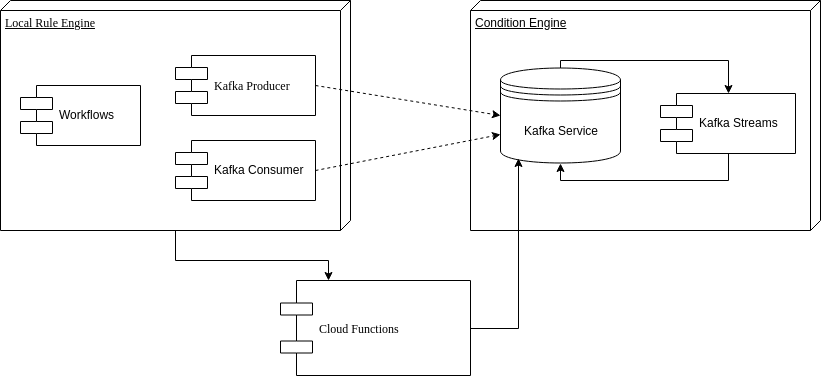 Local Rule Engine
Condition Engine
Kafka Producer
Workflows
Kafka Consumer
Kafka Service
Kafka Streams
Cloud Functions